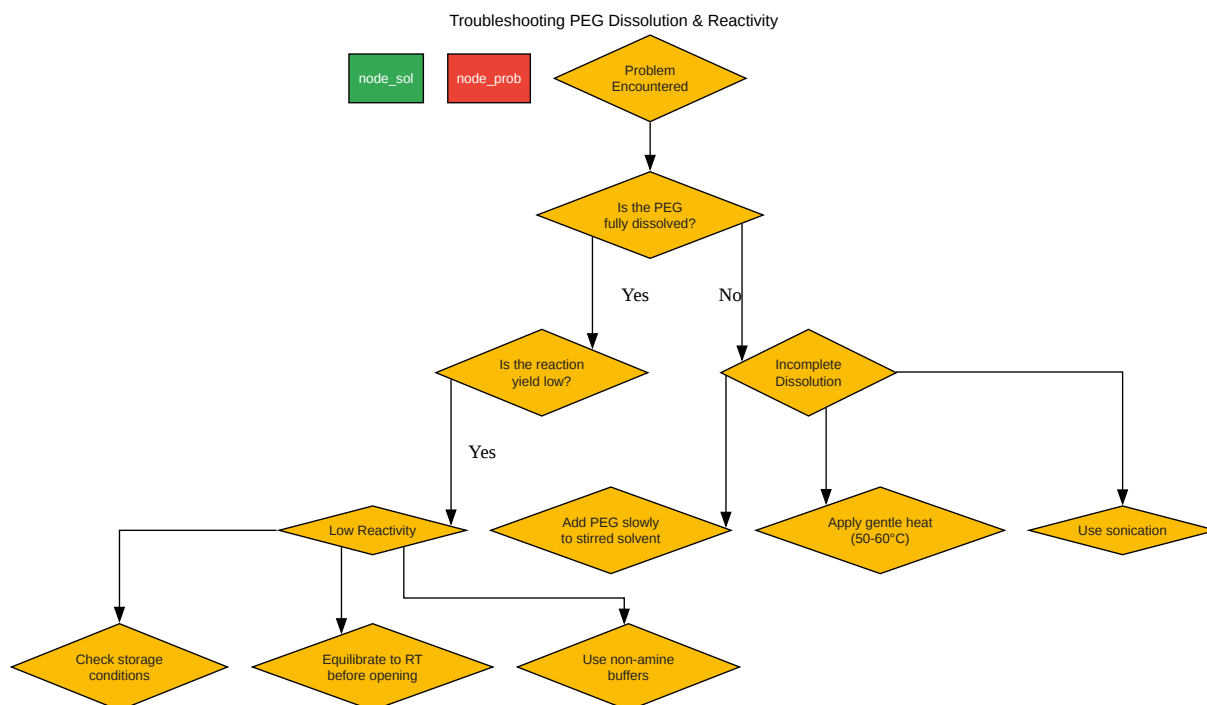 Troubleshooting PEG Dissolution & Reactivity
node_sol
node_prob
Problem
Encountered
Is the PEG
fully dissolved?
Yes
No
Is the reaction
yield low?
Incomplete
Dissolution
Yes
Low Reactivity
Add PEG slowly
to stirred solvent
Apply gentle heat
(50-60°C)
Use sonication
Check storage
conditions
Equilibrate to RT
before opening
Use non-amine
buffers